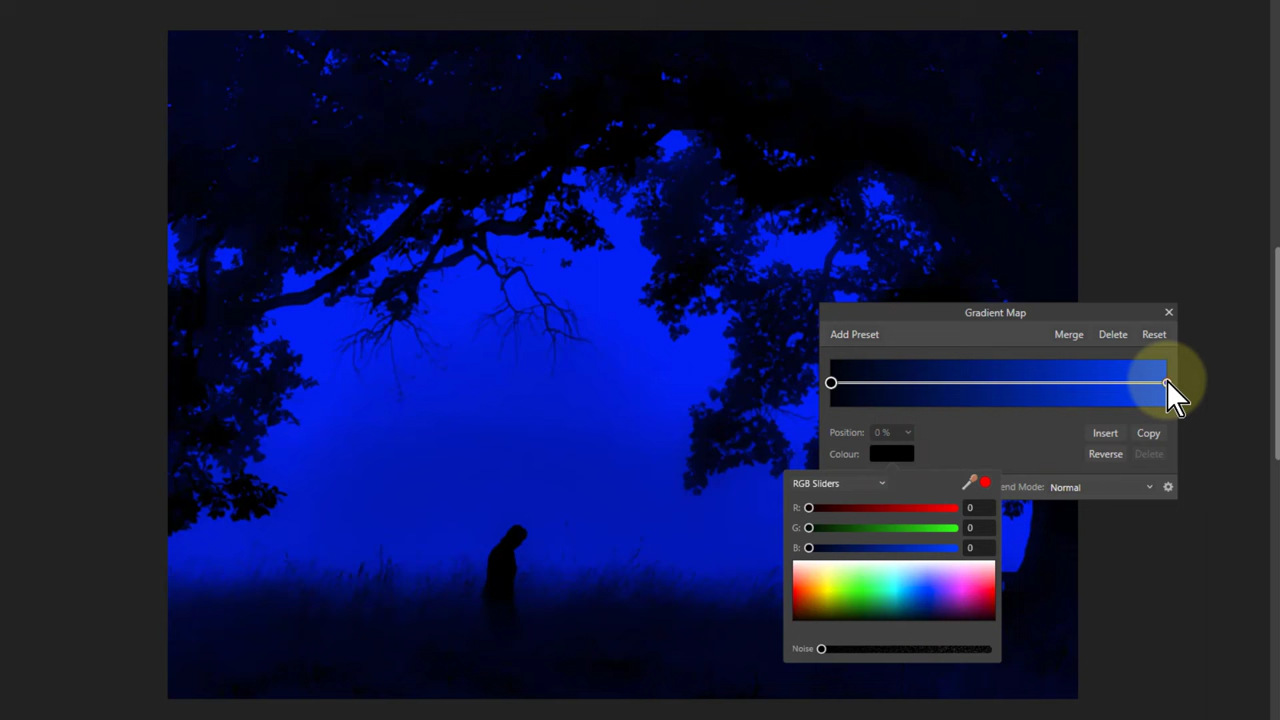 Gradient Map
Add Preset Merge Delete Reset
Position: 0 % Insert Copy
Colour: Reverse Delete
RGB Sliders end Mode: Normal
R: 0
G: 0
B: 0
Noise